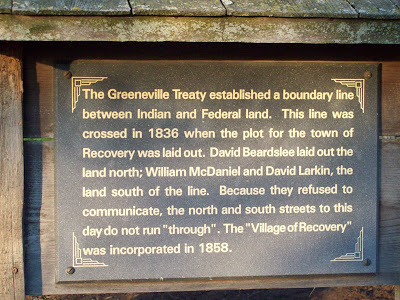 The Greeneville Treaty established a boundary line
between Indian and Federal land. This line was
crossed in 1836 when the plot for the town of
Recovery was laid out. David Beardslee laid out the
land north; William McDaniel and David Larkin, the
land south of the line. Because they refused to
communicate, the north and south streets to this
day do not run "through". The "Village of Recovery"
was incorporated in 1858.